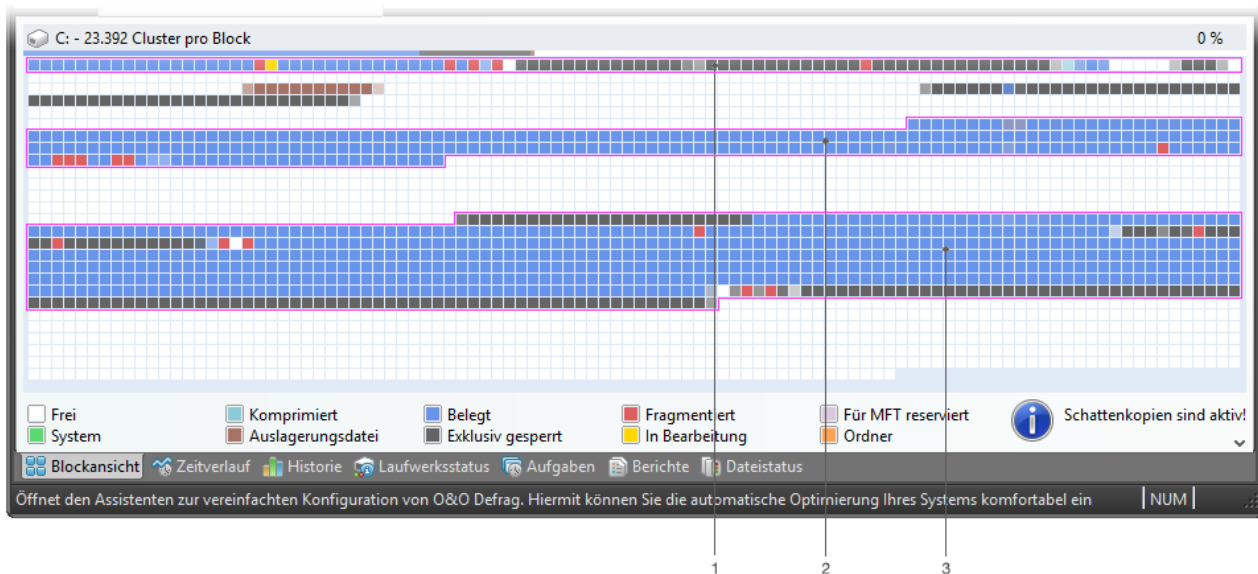 C: - 23.392 Cluster pro Block 0 %
Frei Komprimiert Belegt Fragmentiert Für MFT reserviert Schattenkopien sind aktiv!
System Auslagerungsdatei Exklusiv gesperrt In Bearbeitung Ordner
Blockansicht Zeitverlauf Historie Laufwerksstatus Aufgaben Berichte Dateistatus
Öffnet den Assistenten zur vereinfachten Konfiguration von O&O Defrag. Hiermit können Sie die automatische Optimierung Ihres Systems komfortabel ein NUM
1 2 3